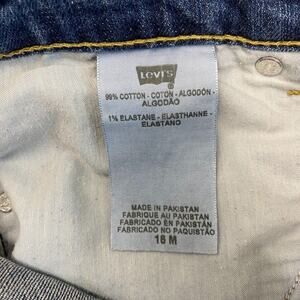 Levi's
®
99% COTTON - COTON - ALGODÓN -
ALGODÃO
1% ELASTANE - ELASTHANNE -
ELASTANO
MADE IN PAKISTAN
FABRIQUE AU PAKISTAN
FABRICADO EN PAKISTÁN
FABRICADO NO PAQUISTÃO
18 M